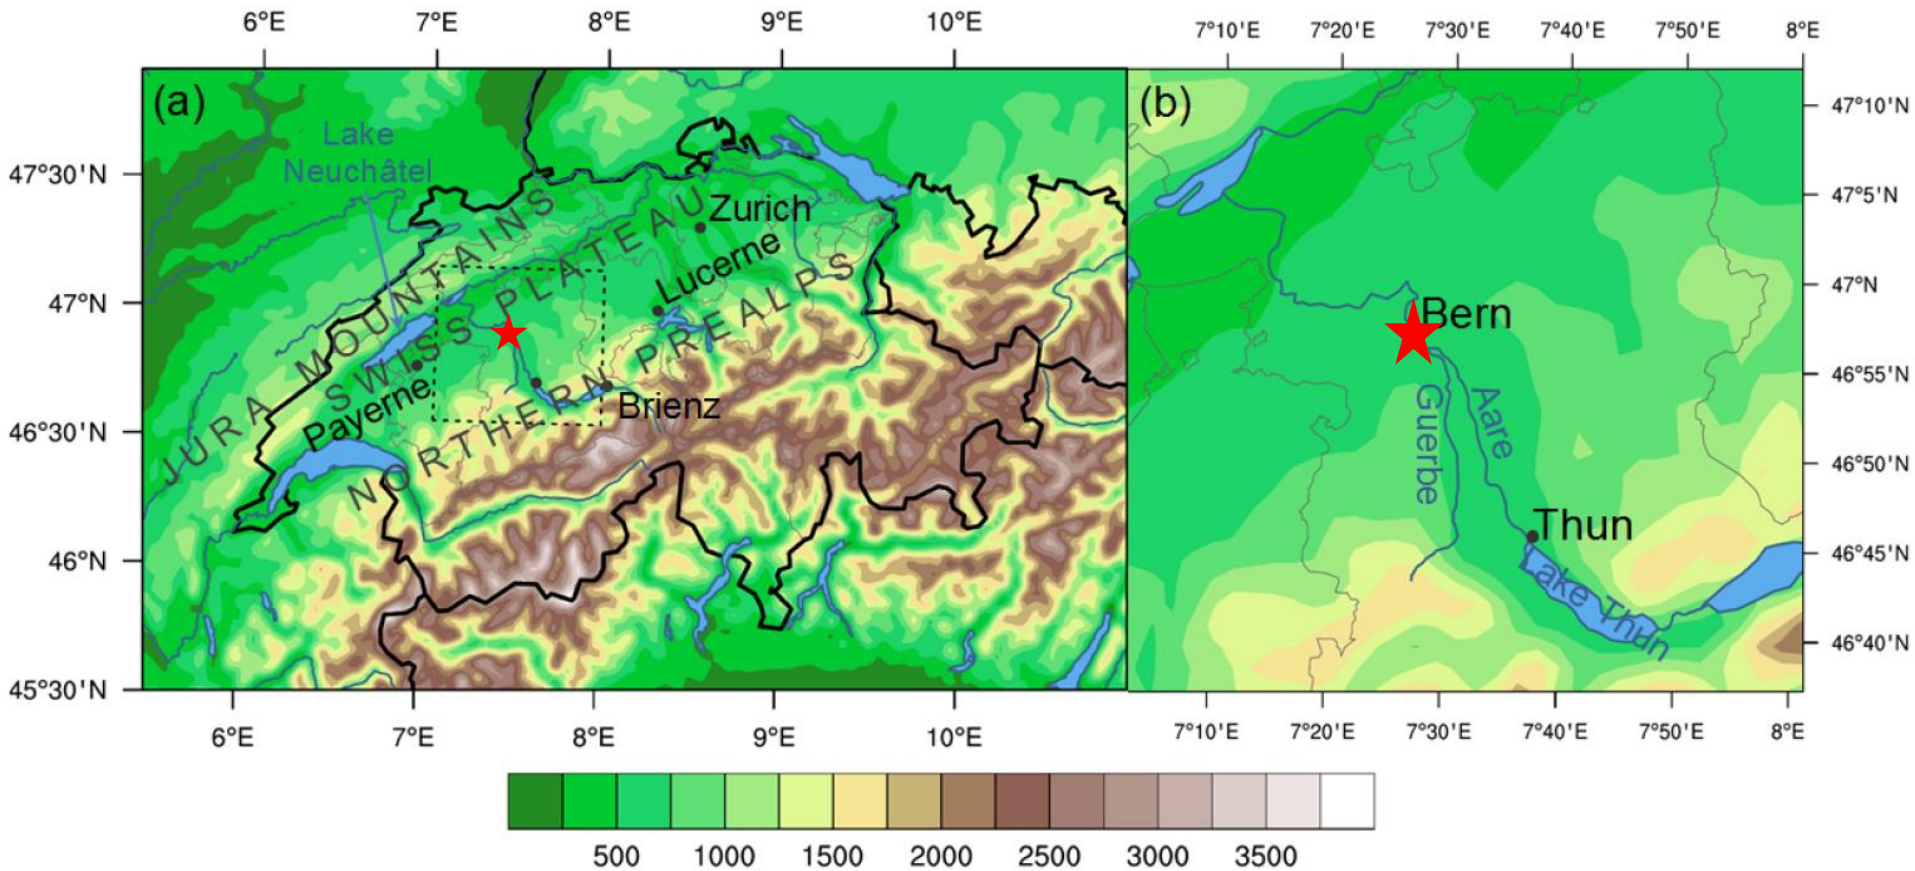 6°E 7°E 8°E 9°E 10°E
7°10'E 7°20'E 7°30'E 7°40'E 7°50'E 8°E
(a)
Lake
Neuchâtel
47°30'N
47°N
46°30'N
46°N
45°30'N
JURA MOUNTAINS
SWISS PLATEAU
NORTHERN PREALPS
Zurich
Lucerne
Payerne
Brienz
6°E 7°E 8°E 9°E 10°E
(b)
47°10'N
47°5'N
47°N
46°55'N
46°50'N
46°45'N
46°40'N
Bern
Guerbe
Aare
Thun
Lake Thun
7°10'E 7°20'E 7°30'E 7°40'E 7°50'E 8°E
500 1000 1500 2000 2500 3000 3500